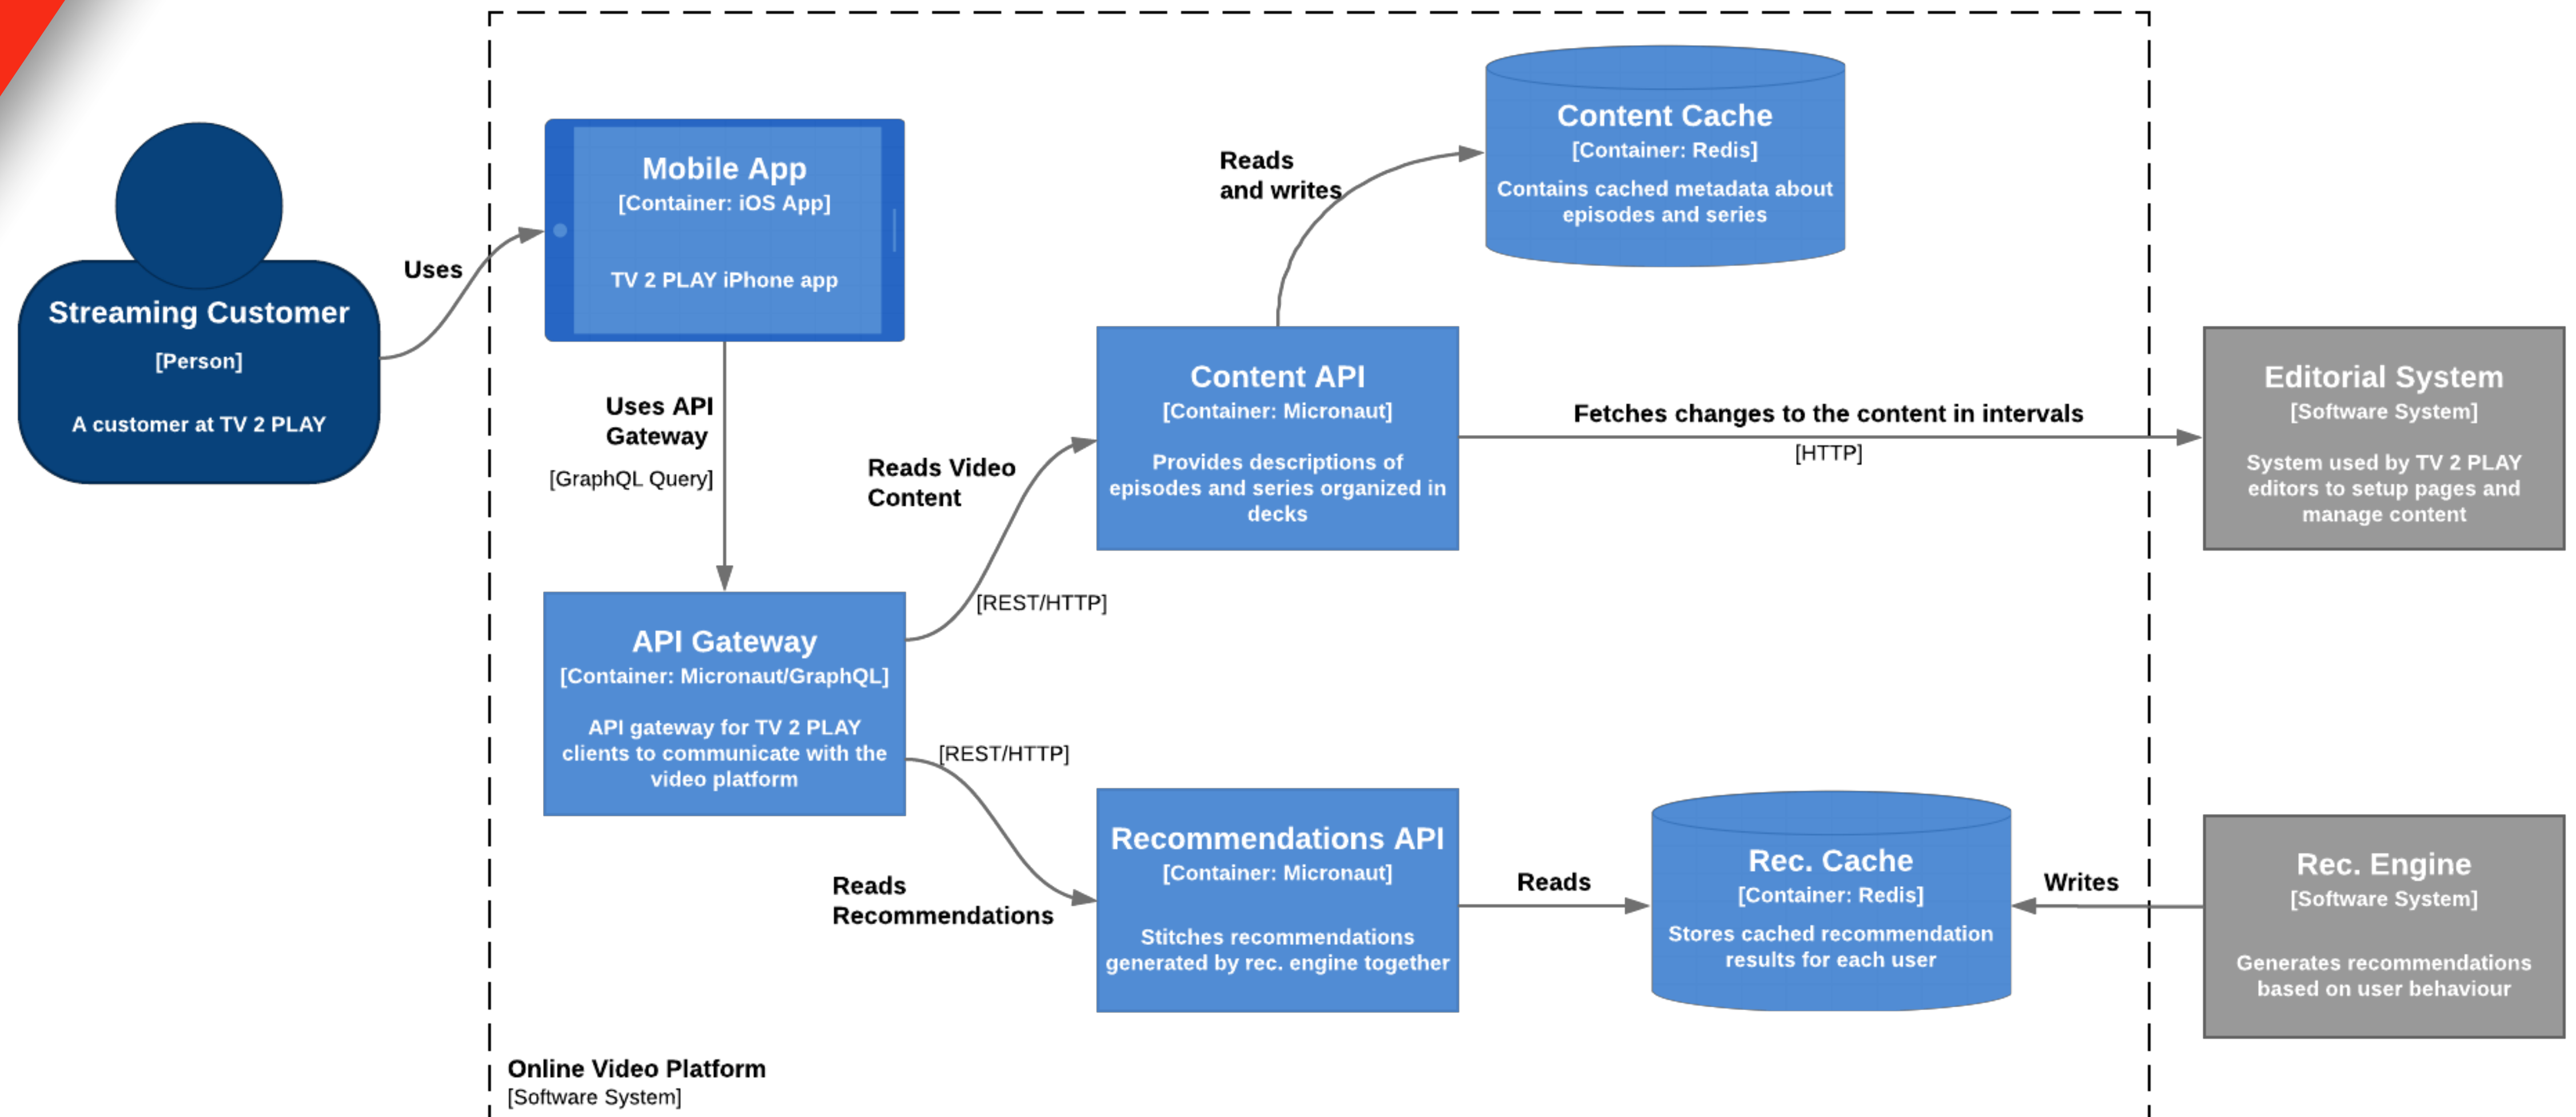 Streaming Customer
[Person]
A customer at TV 2 PLAY
Uses
Mobile App
[Container: iOS App]
TV 2 PLAY iPhone app
Uses API
Gateway
[GraphQL Query]
API Gateway
[Container: Micronaut/GraphQL]
API gateway for TV 2 PLAY
clients to communicate with the
video platform
Reads Video
Content
[REST/HTTP]
[REST/HTTP]
Reads
Recommendations
Content API
[Container: Micronaut]
Provides descriptions of
episodes and series organized in
decks
Reads
and writes
Content Cache
[Container: Redis]
Contains cached metadata about
episodes and series
Fetches changes to the content in intervals
[HTTP]
Editorial System
[Software System]
System used by TV 2 PLAY
editors to setup pages and
manage content
Recommendations API
[Container: Micronaut]
Stitches recommendations
generated by rec. engine together
Reads
Rec. Cache
[Container: Redis]
Stores cached recommendation
results for each user
Writes
Rec. Engine
[Software System]
Generates recommendations
based on user behaviour
Online Video Platform
[Software System]